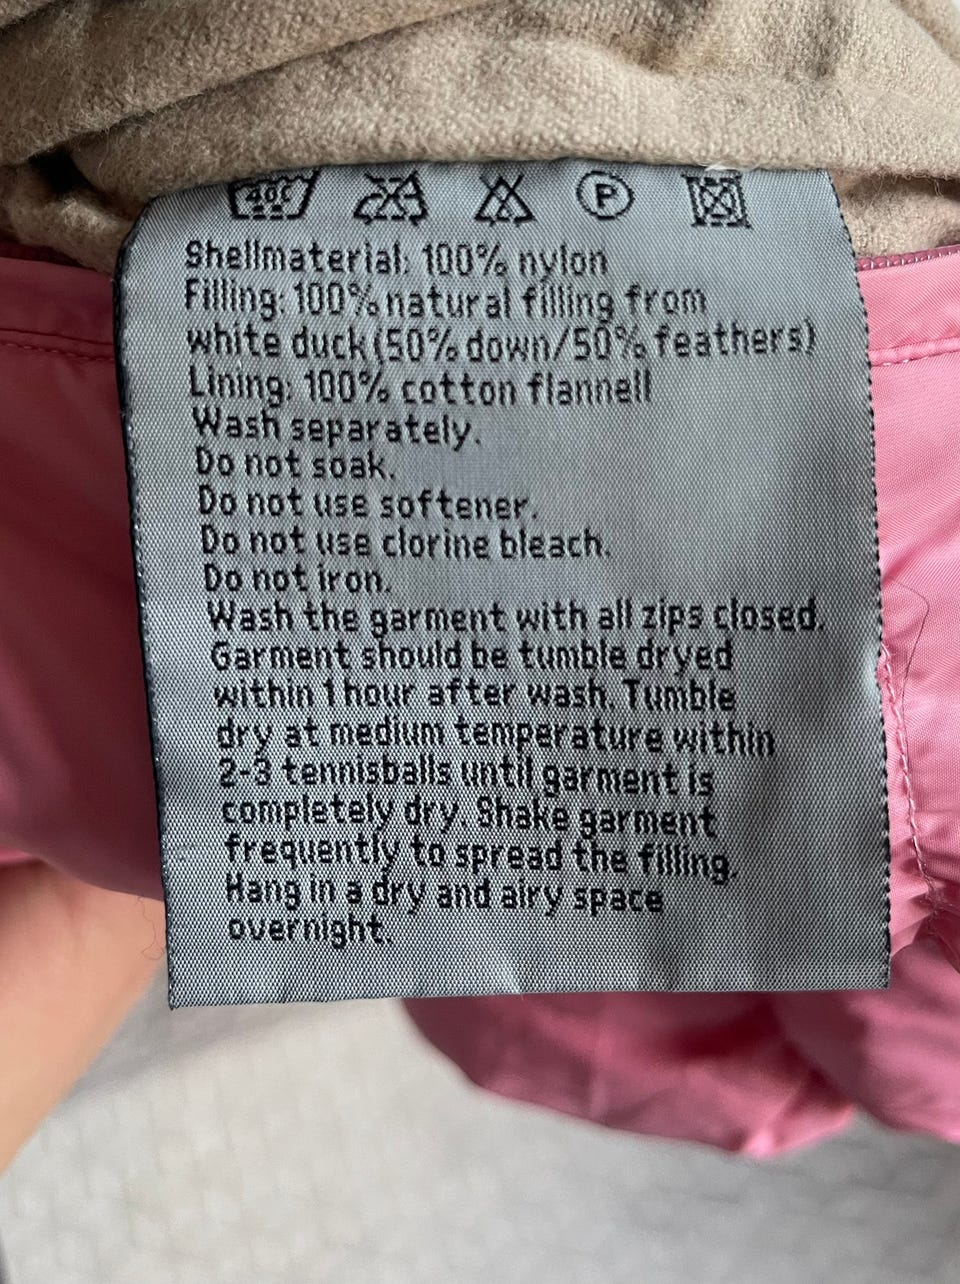 40C
P
Shellmaterial: 100% nylon
Filling: 100% natural filling from
white duck(50% down/50% feathers)
Lining: 100% cotton flannell
Wash separately.
Do not soak.
Do not use softener.
Do not use clorine bleach.
Do not iron.
Wash the garment with all zips closed.
Garment should be tumble dryed
within 1 hour after wash. Tumble
dry at medium temperature within
2-3 tennisballs until garment is
completely dry. Shake garment
frequently to spread the filling.
Hang in a dry and airy space
overnight.